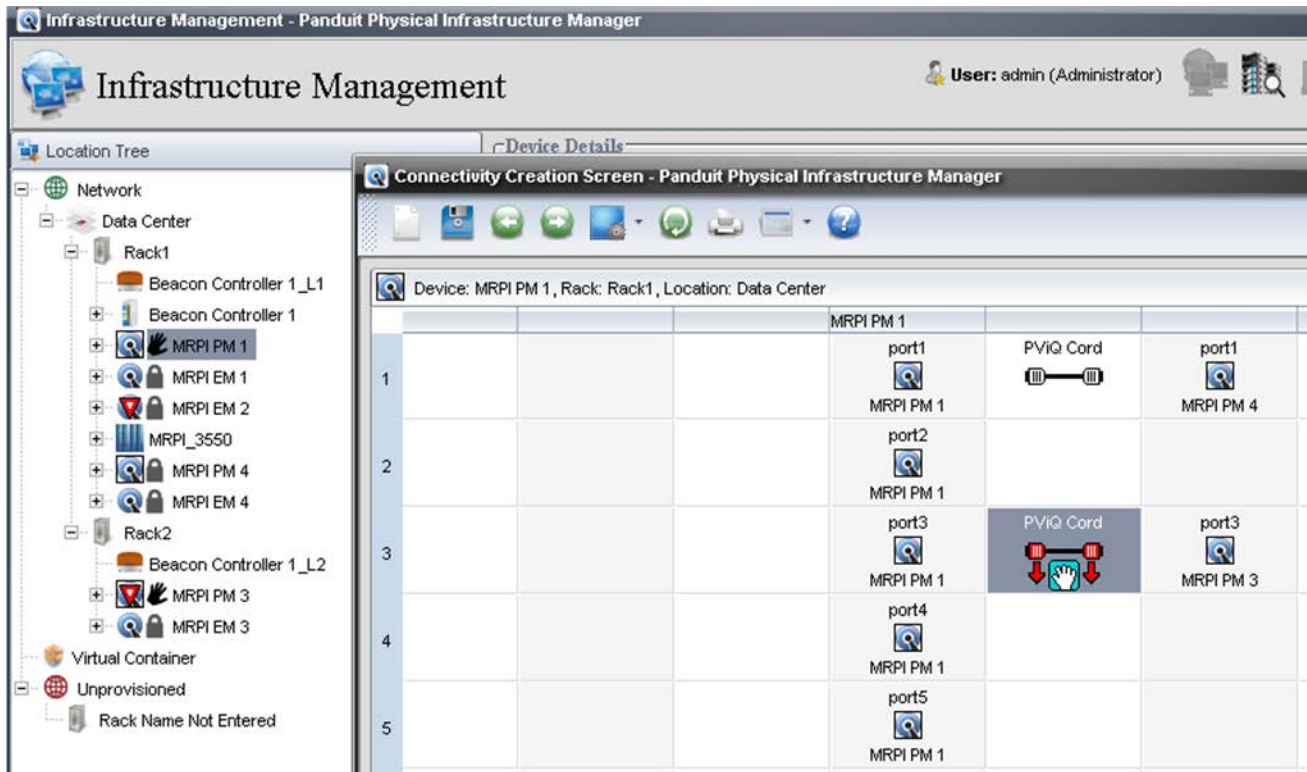 Infrastructure Management - Panduit Physical Infrastructure Manager
Infrastructure Management
User: admin (Administrator)
Location Tree
Device Details
Network
Data Center
Rack1
Beacon Controller 1_L1
Beacon Controller 1
MRPI PM 1
MRPI EM 1
MRPI EM 2
MRPI_3550
MRPI PM 4
MRPI EM 4
Rack2
Beacon Controller 1_L2
MRPI PM 3
MRPI EM 3
Virtual Container
Unprovisioned
Rack Name Not Entered
Connectivity Creation Screen - Panduit Physical Infrastructure Manager
Device: MRPI PM 1, Rack: Rack1, Location: Data Center
MRPI PM 1
port1 PViQ Cord port1
1
MRPI PM 1 MRPI PM 4
port2
2
MRPI PM 1
port3 PViQ Cord port3
3
MRPI PM 1 MRPI PM 3
port4
4
MRPI PM 1
port5
5
MRPI PM 1